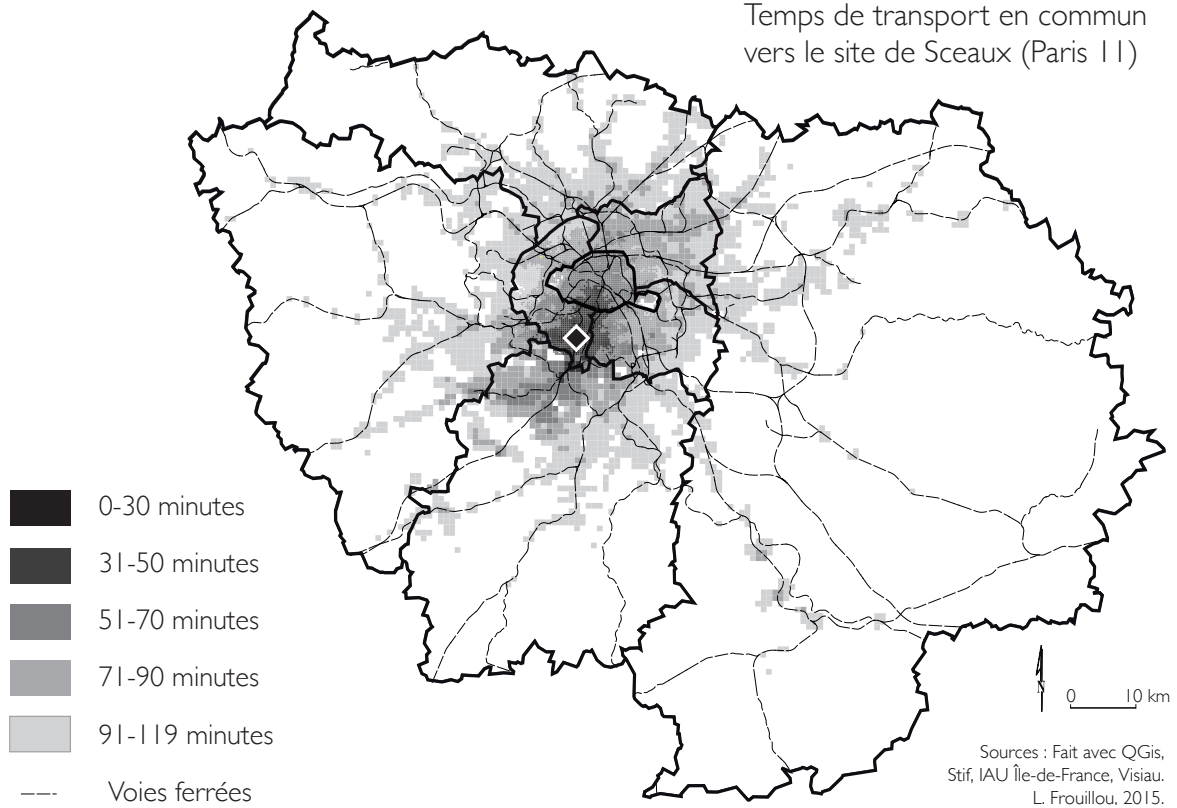 Temps de transport en commun
vers le site de Sceaux (Paris 11)
0-30 minutes
31-50 minutes
51-70 minutes
71-90 minutes
91-119 minutes
Voies ferrées
N
0 10 km
Sources : Fait avec QGis,
Stif, IAU Île-de-France, Visiau.
L. Frouillou, 2015.